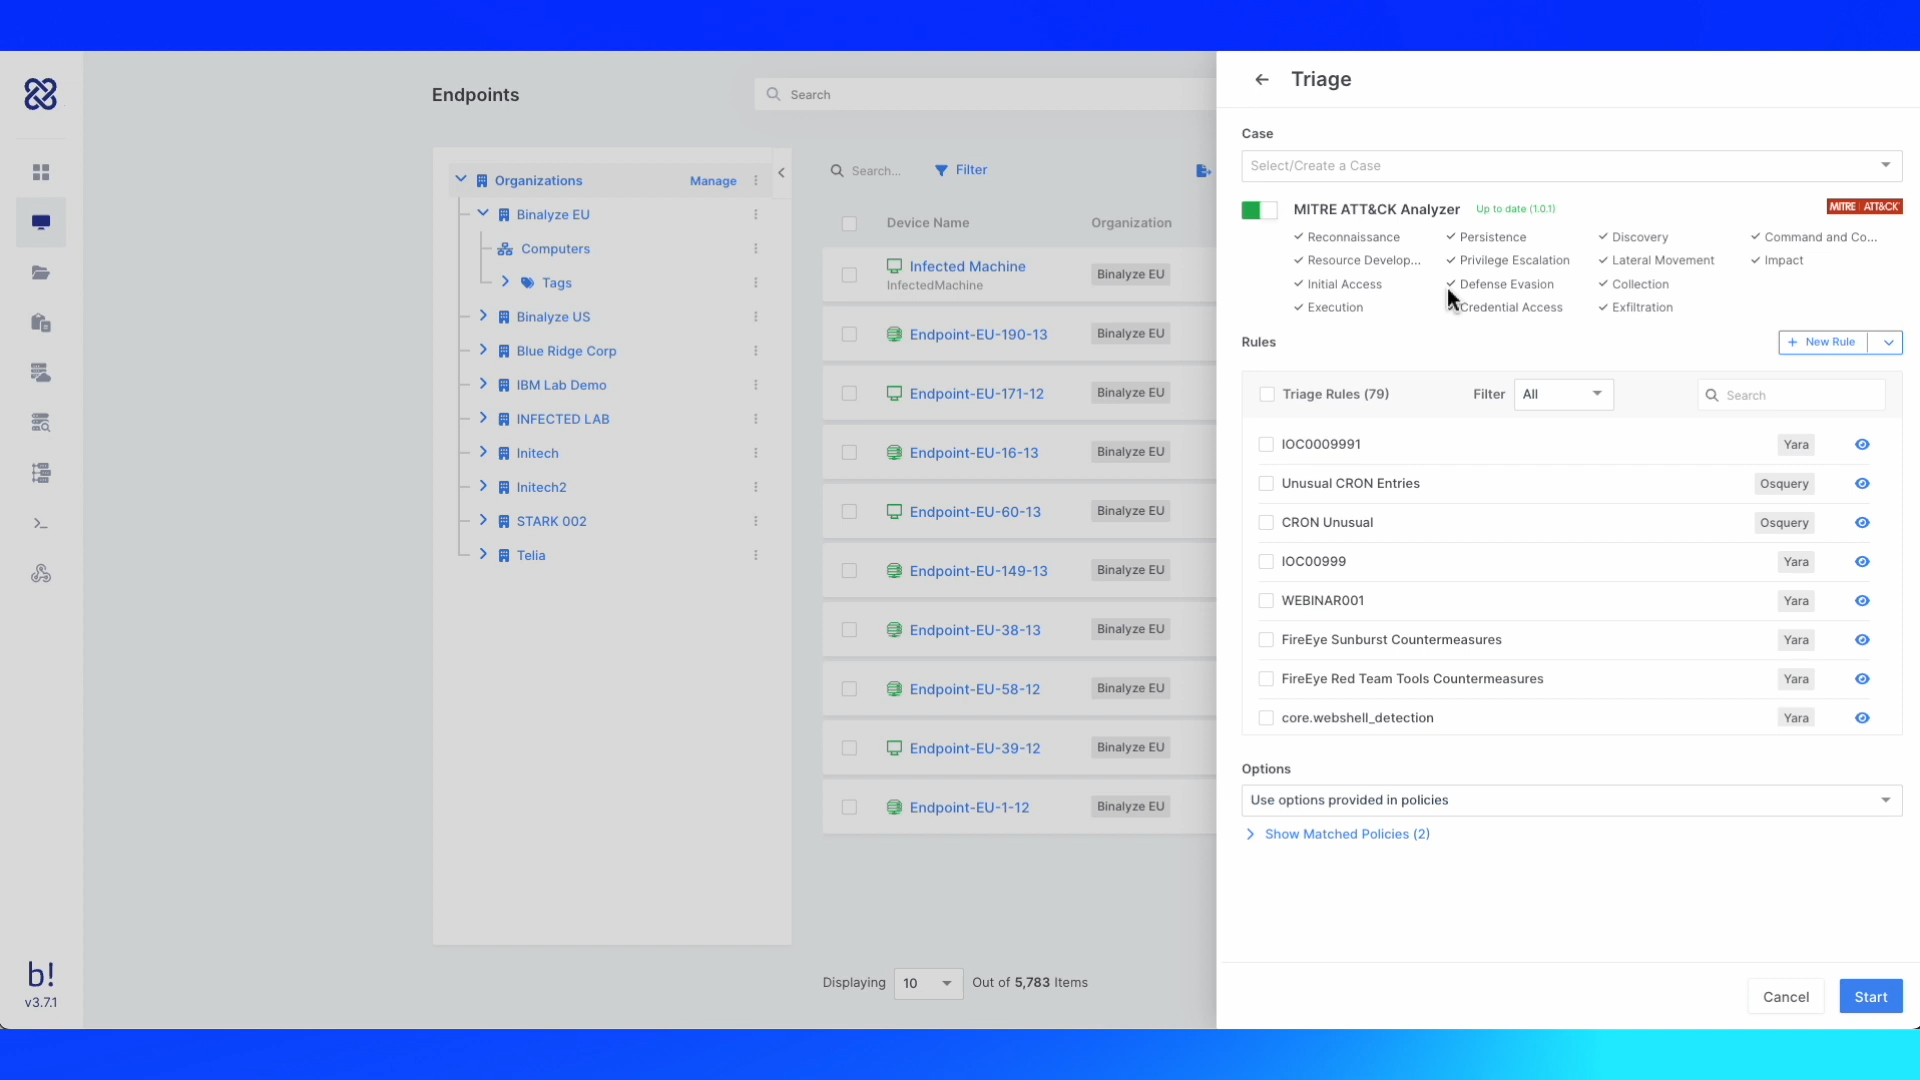 Endpoints
Search
Organizations Manage
Binalyze EU
Computers
Tags
Binalyze US
Blue Ridge Corp
IBM Lab Demo
INFECTED LAB
Initech
Initech2
STARK 002
Telia
b!
v3.7.1
Search... Filter
Device Name Organization
Infected Machine Binalyze EU
InfectedMachine
Endpoint-EU-190-13 Binalyze EU
Endpoint-EU-171-12 Binalyze EU
Endpoint-EU-16-13 Binalyze EU
Endpoint-EU-60-13 Binalyze EU
Endpoint-EU-149-13 Binalyze EU
Endpoint-EU-38-13 Binalyze EU
Endpoint-EU-58-12 Binalyze EU
Endpoint-EU-39-12 Binalyze EU
Endpoint-EU-1-12 Binalyze EU
Displaying 10 Out of 5,783 Items
Triage
Case
Select/Create a Case
MITRE ATT&CK Analyzer Up to date (1.0.1) MITRE ATT&CK
Reconnaissance Persistence Discovery Command and Co...
Resource Develop... Privilege Escalation Lateral Movement Impact
Initial Access Defense Evasion Collection
Execution Credential Access Exfiltration
Rules + New Rule
Triage Rules (79) Filter All Search
IOC0009991 Yara
Unusual CRON Entries Osquery
CRON Unusual Osquery
IOC00999 Yara
WEBINAR001 Yara
FireEye Sunburst Countermeasures Yara
FireEye Red Team Tools Countermeasures Yara
core.webshell_detection Yara
Options
Use options provided in policies
Show Matched Policies (2)
Cancel Start